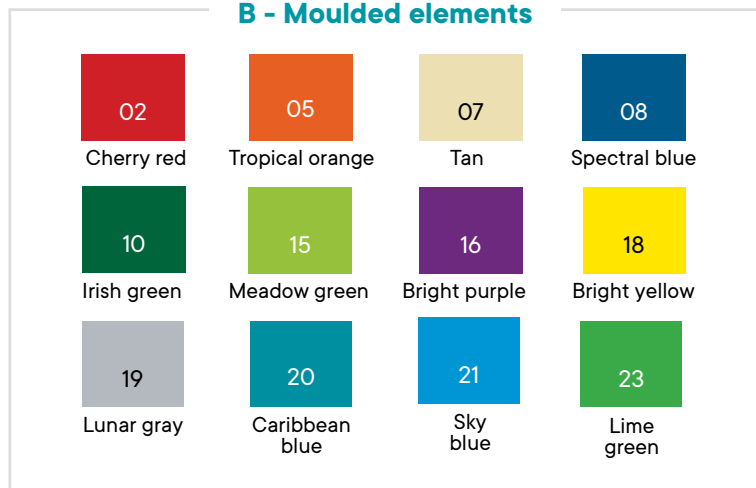 B - Moulded elements
02
05
07
08
Cherry red
Tropical orange
Tan
Spectral blue
10
15
16
18
Irish green
Meadow green
Bright purple
Bright yellow
19
20
21
23
Lunar gray
Caribbean
blue
Sky
blue
Lime
green